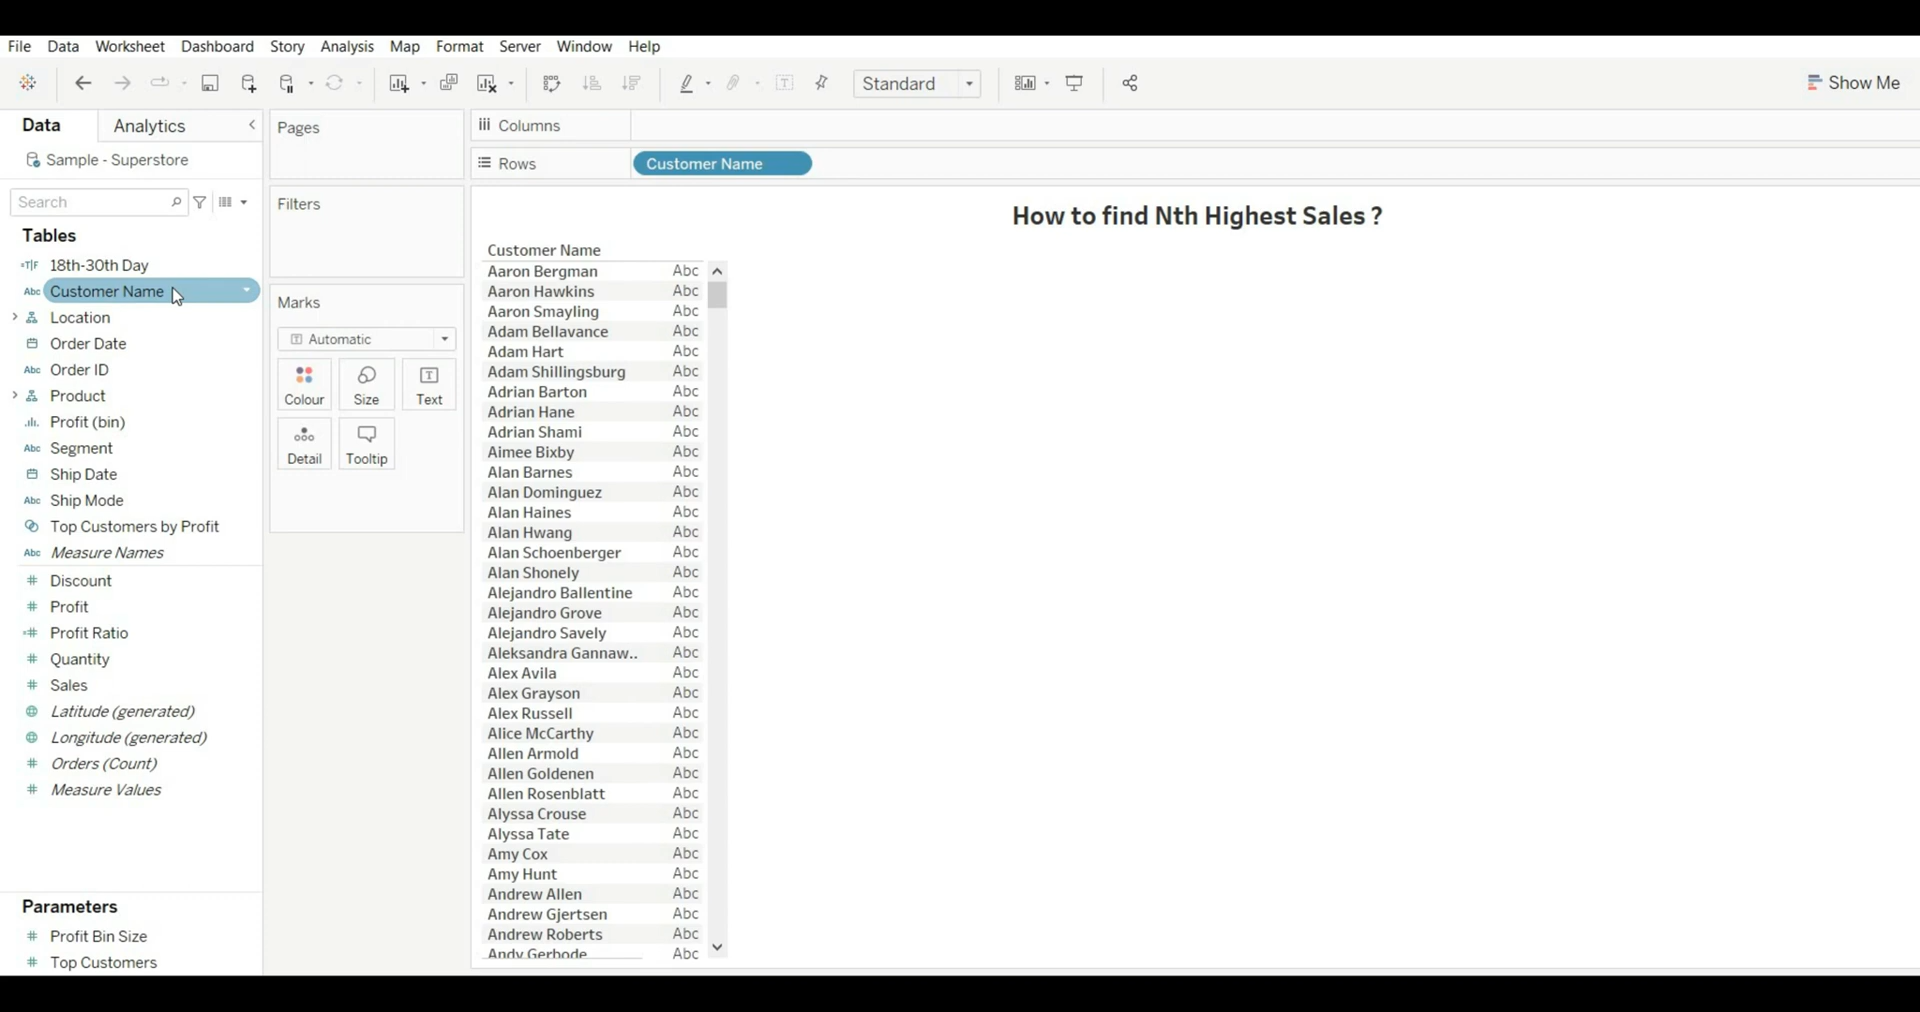 File Data Worksheet Dashboard Story Analysis Map Format Server Window Help
Standard
Show Me
Data Analytics
Sample - Superstore
Search
Tables
=T|F 18th-30th Day
Abc Customer Name
Location
Order Date
Abc Order ID
Product
Profit (bin)
Abc Segment
Ship Date
Abc Ship Mode
Top Customers by Profit
Abc Measure Names
# Discount
# Profit
=# Profit Ratio
# Quantity
# Sales
Latitude (generated)
Longitude (generated)
# Orders (Count)
# Measure Values
Parameters
# Profit Bin Size
# Top Customers
Pages
Filters
Marks
Automatic
Colour Size Text
Detail Tooltip
Columns
Rows Customer Name
How to find Nth Highest Sales ?
Customer Name
Aaron Bergman Abc
Aaron Hawkins Abc
Aaron Smayling Abc
Adam Bellavance Abc
Adam Hart Abc
Adam Shillingsburg Abc
Adrian Barton Abc
Adrian Hane Abc
Adrian Shami Abc
Aimee Bixby Abc
Alan Barnes Abc
Alan Dominguez Abc
Alan Haines Abc
Alan Hwang Abc
Alan Schoenberger Abc
Alan Shonely Abc
Alejandro Ballentine Abc
Alejandro Grove Abc
Alejandro Savely Abc
Aleksandra Gannaw.. Abc
Alex Avila Abc
Alex Grayson Abc
Alex Russell Abc
Alice McCarthy Abc
Allen Armold Abc
Allen Goldenen Abc
Allen Rosenblatt Abc
Alyssa Crouse Abc
Alyssa Tate Abc
Amy Cox Abc
Amy Hunt Abc
Andrew Allen Abc
Andrew Gjertsen Abc
Andrew Roberts Abc
Andy Gerbode Abc